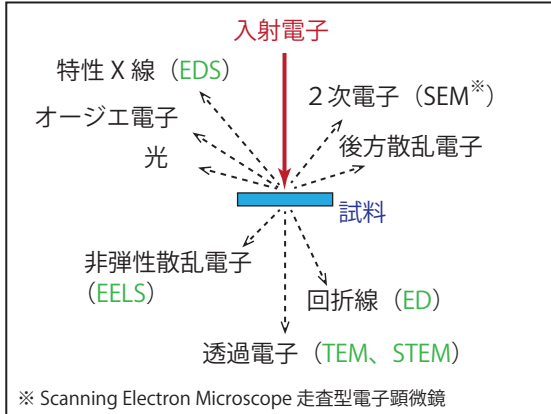 入射電子
特性 X 線（EDS）
２次電子（SEM※）
オージエ電子
後方散乱電子
光
試料
非弾性散乱電子
(EELS)
回折線（ED）
透過電子（TEM、STEM）
※ Scanning Electron Microscope 走査型電子顕微鏡